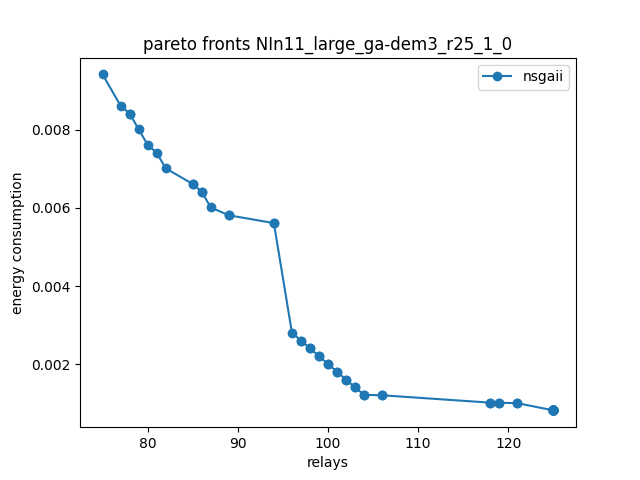 pareto fronts NIn11_large_ga-dem3_r25_1_0
nsgaii
energy consumption
0.008
0.006
0.004
0.002
80 90 100 110 120
relays